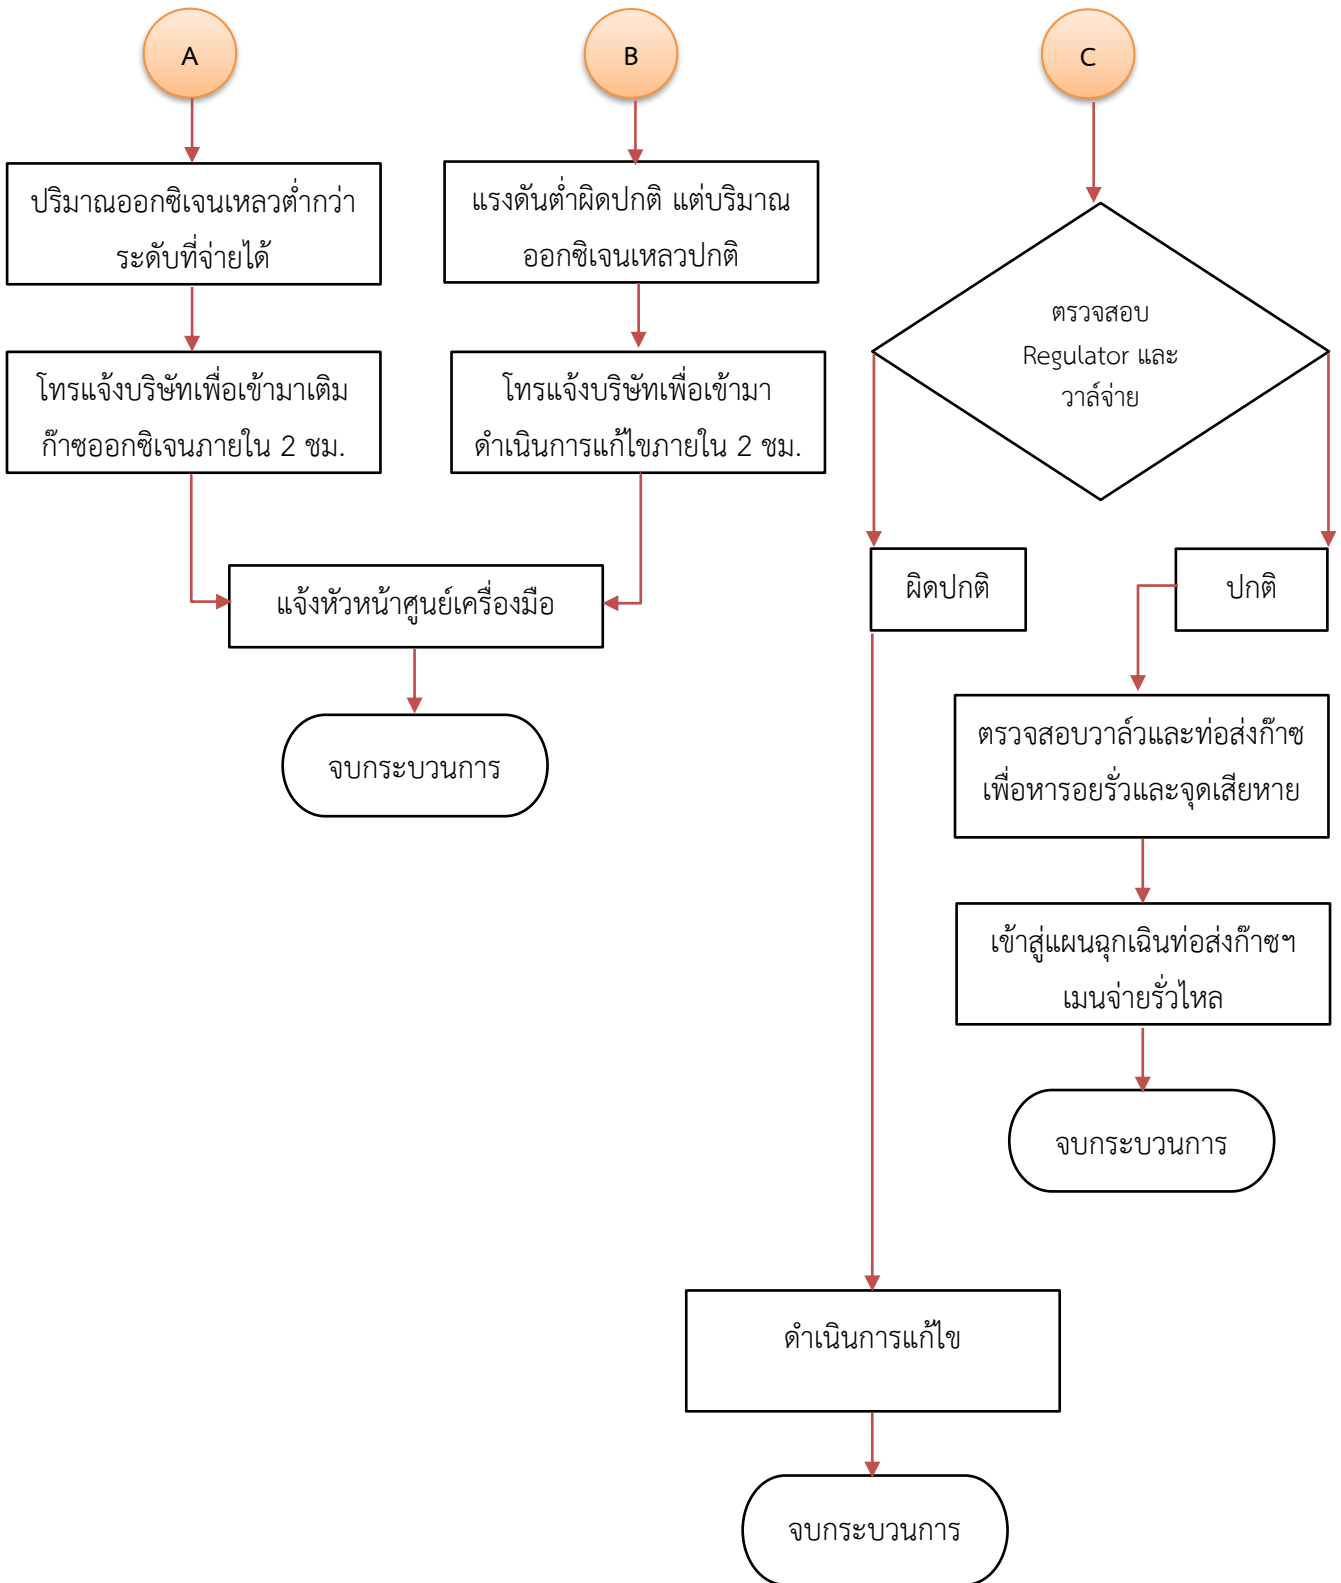 A
B
C
ปริมาณออกซิเจนเหลวต่ำกว่า
ระดับที่จ่ายได้
แรงดันต่ำผิดปกติ แต่บริมาณ
ออกซิเจนเหลวปกติ
ตรวจสอบ
Regulator และ
วาล์จ่าย
โทรแจ้งบริษัทเพื่อเข้ามาเติม
ก๊าซออกซิเจนภายใน 2 ชม.
โทรแจ้งบริษัทเพื่อเข้ามา
ดำเนินการแก้ไขภายใน 2 ชม.
แจ้งหัวหน้าศูนย์เครื่องมือ
จบกระบวนการ
ผิดปกติ
ปกติ
ตรวจสอบวาล์วและท่อส่งก๊าซ
เพื่อหารอยรั่วและจุดเสียหาย
เข้าสู่แผนฉุกเฉินท่อส่งก๊าซฯ
เมนจ่ายรั่วไหล
จบกระบวนการ
ดำเนินการแก้ไข
จบกระบวนการ